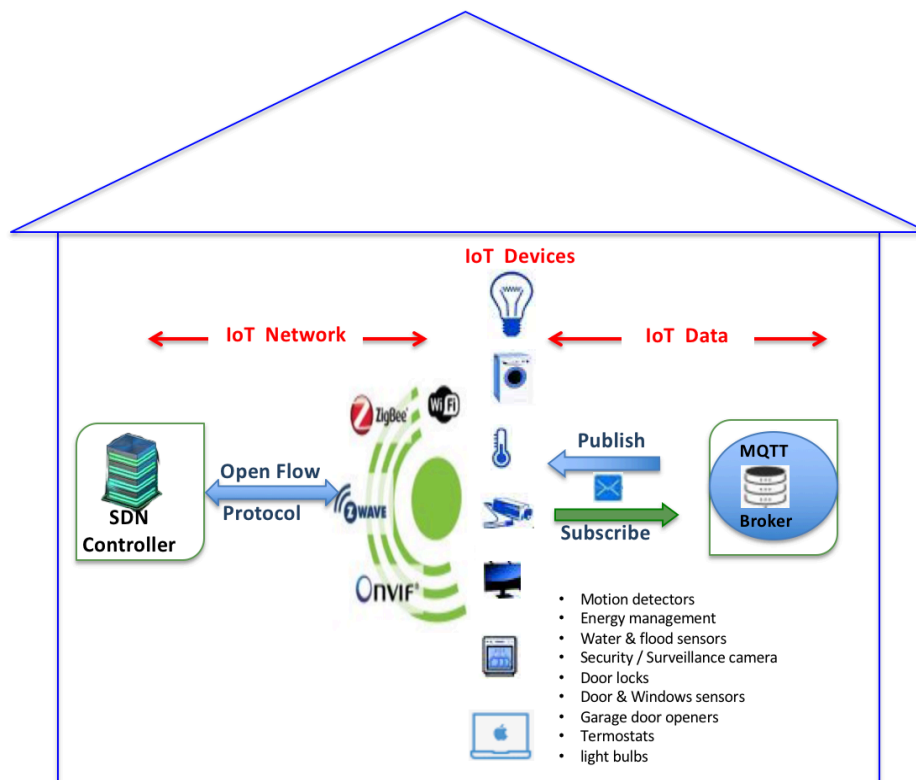 IoT Devices
IoT Network
IoT Data
ZigBee®
WiFi
Publish
MQTT
Broker
Open Flow
Protocol
SDN
Controller
Z WAVE
Subscribe
ONVIF®
• Motion detectors
• Energy management
• Water & flood sensors
• Security / Surveillance camera
• Door locks
• Door & Windows sensors
• Garage door openers
• Termostats
• light bulbs